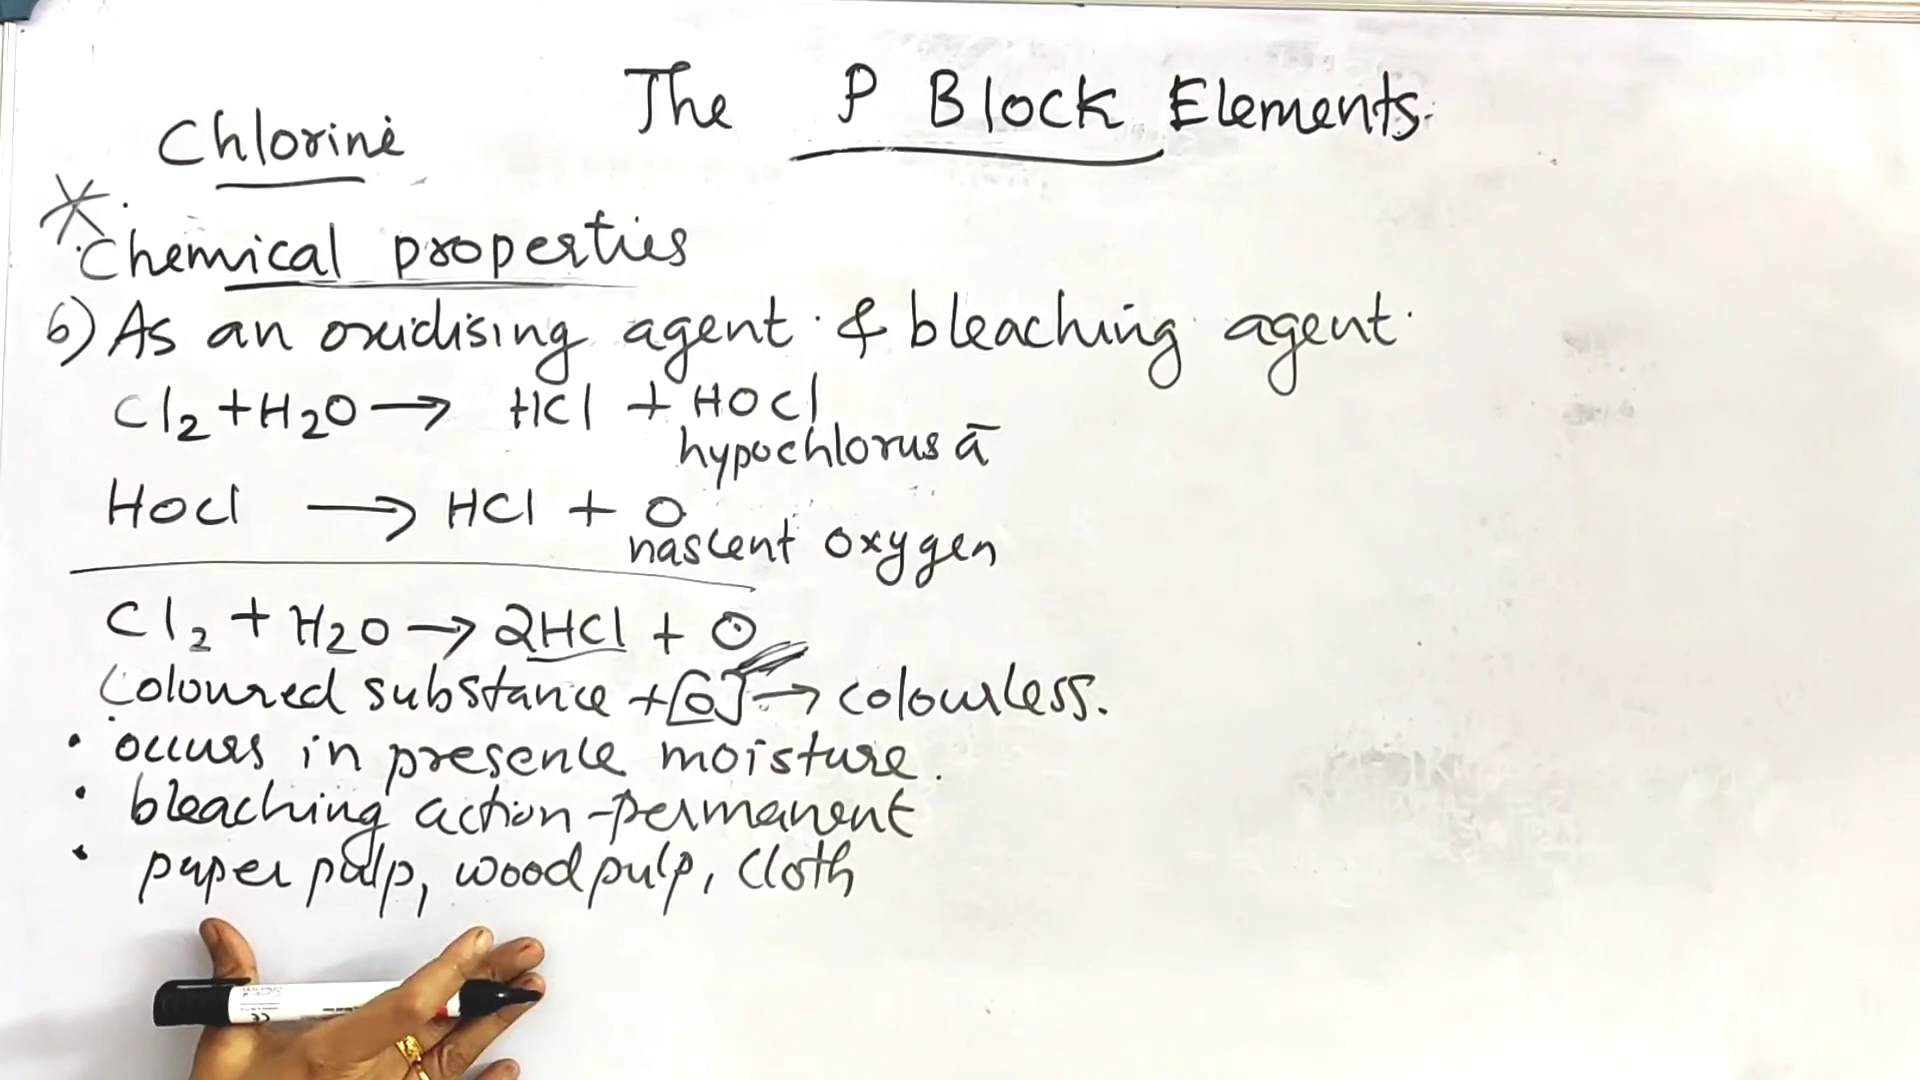 The P Block Elements.
Chlorine
Chemical properties
6) As an oxidising agent & bleaching agent.
Cl2 + H2O → HCl + HOCl
hypochlorus ā
HOCl → HCl + O
nascent oxygen
Cl2 + H2O → 2HCl + O
Coloured substance + [O] → colourless.
• occurs in presence moisture.
• bleaching action - permanent
• paper pulp, wood pulp, cloth